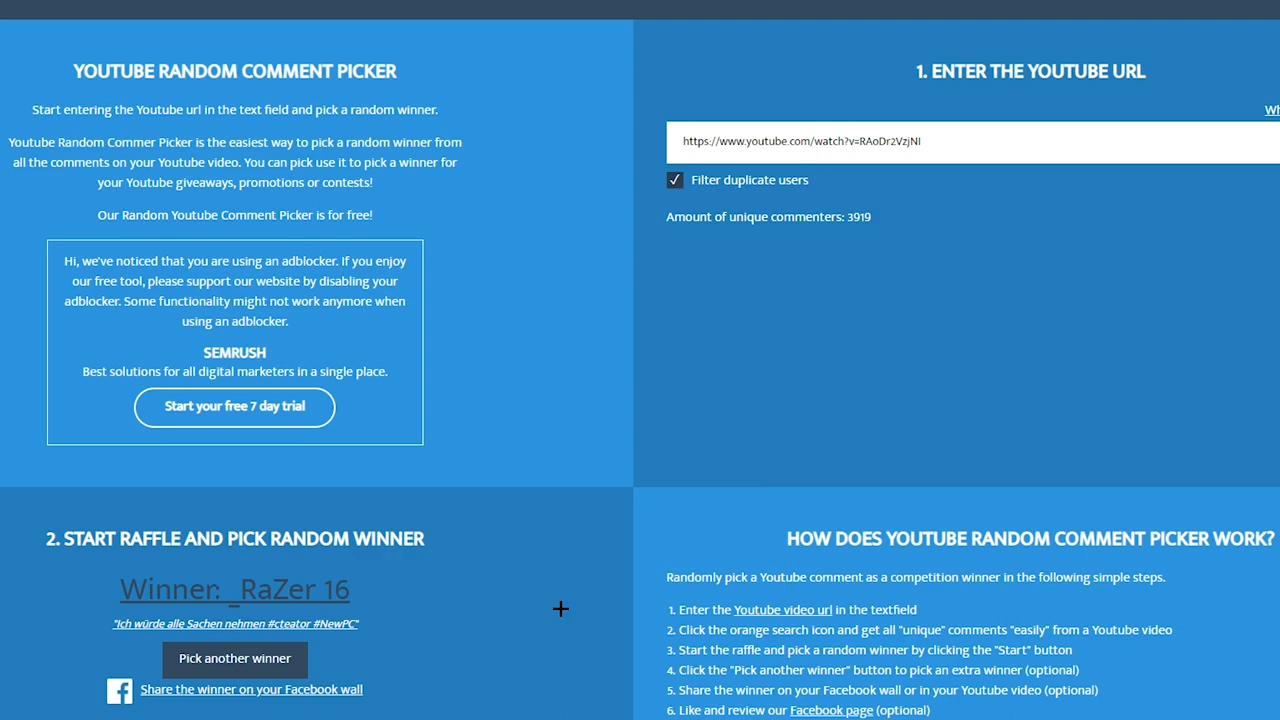 YOUTUBE RANDOM COMMENT PICKER
Start entering the Youtube url in the text field and pick a random winner.
Youtube Random Commer Picker is the easiest way to pick a random winner from
all the comments on your Youtube video. You can pick use it to pick a winner for
your Youtube giveaways, promotions or contests!
Our Random Youtube Comment Picker is for free!
Hi, we've noticed that you are using an adblocker. If you enjoy
our free tool, please support our website by disabling your
adblocker. Some functionality might not work anymore when
using an adblocker.
SEMRUSH
Best solutions for all digital marketers in a single place.
Start your free 7 day trial
1. ENTER THE YOUTUBE URL
Wh
https://www.youtube.com/watch?v=RAoDr2VzjNI
Filter duplicate users
Amount of unique commenters: 3919
2. START RAFFLE AND PICK RANDOM WINNER
Winner: _RaZer 16
"Ich würde alle Sachen nehmen #cteator #NewPC"
Pick another winner
Share the winner on your Facebook wall
HOW DOES YOUTUBE RANDOM COMMENT PICKER WORK?
Randomly pick a Youtube comment as a competition winner in the following simple steps.
1. Enter the Youtube video url in the textfield
2. Click the orange search icon and get all "unique" comments "easily" from a Youtube video
3. Start the raffle and pick a random winner by clicking the "Start" button
4. Click the "Pick another winner" button to pick an extra winner (optional)
5. Share the winner on your Facebook wall or in your Youtube video (optional)
6. Like and review our Facebook page (optional)